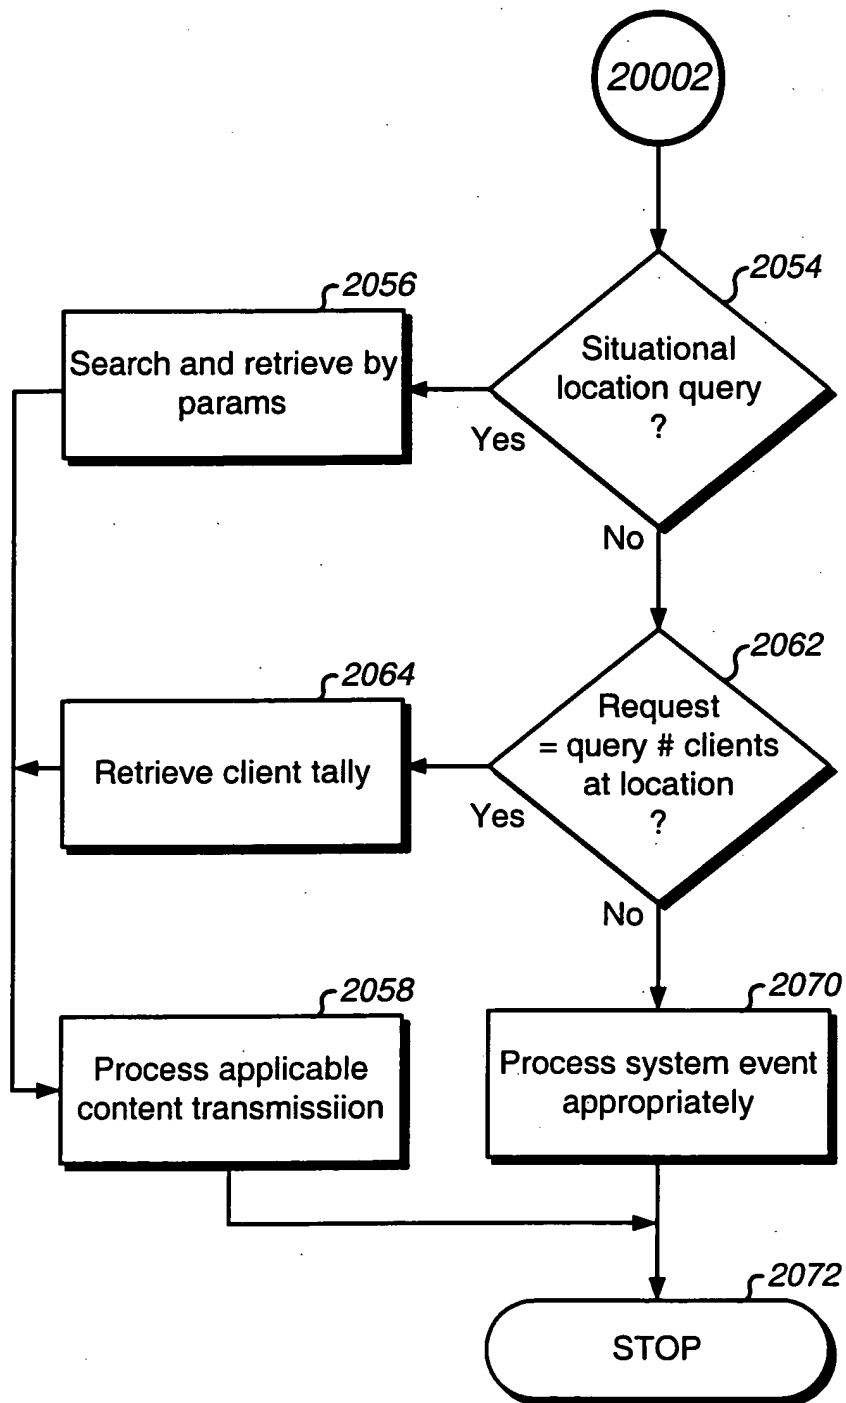 20002
2054
Situational
location query
?
Yes
No
2056
Search and retrieve by
params
2062
Request
= query # clients
at location
?
Yes
No
2064
Retrieve client tally
2058
Process applicable
content transmissiion
2070
Process system event
appropriately
2072
STOP